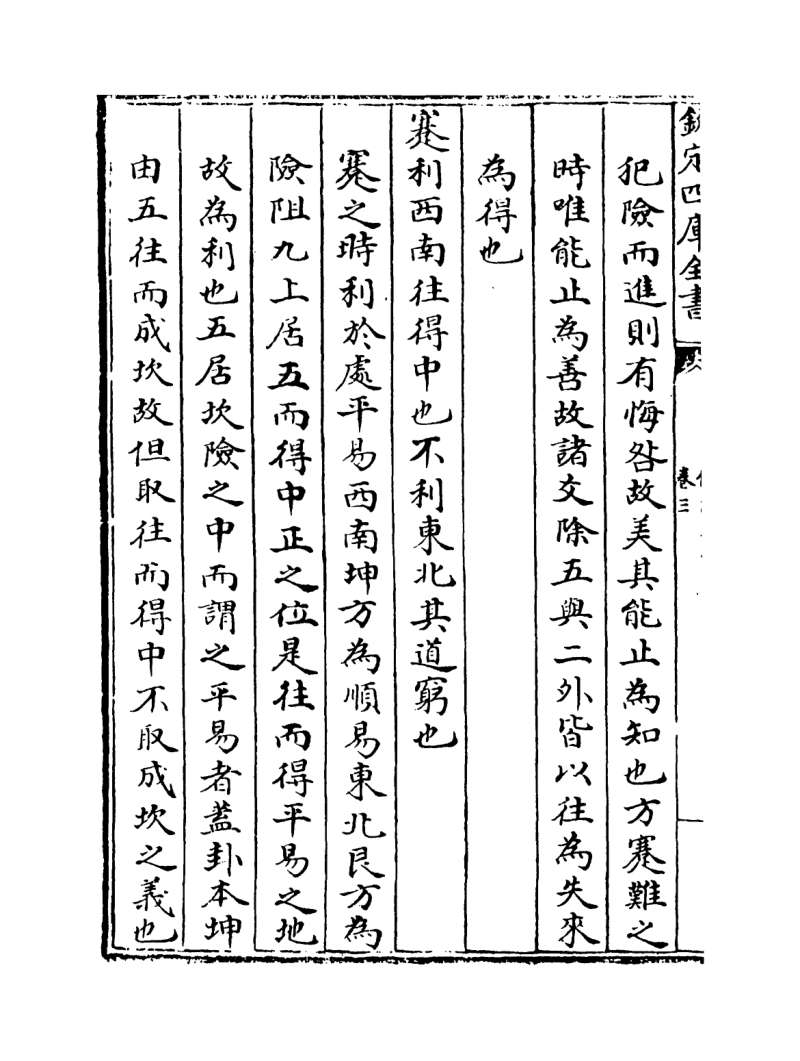 欽定四庫全書
卷三
犯險而進則有悔咎故美其能止為知也方蹇難之
時唯能止為善故諸爻除五與二外皆以往為失來
為得也
蹇利西南往得中也不利東北其道窮也
蹇之時利於處平易西南坤方為順易東北艮方為
險阻九上居五而得中正之位是往而得平易之地
故為利也五居坎險之中而謂之平易者蓋卦本坤
由五往而成坎故但取往而得中不取成坎之義也